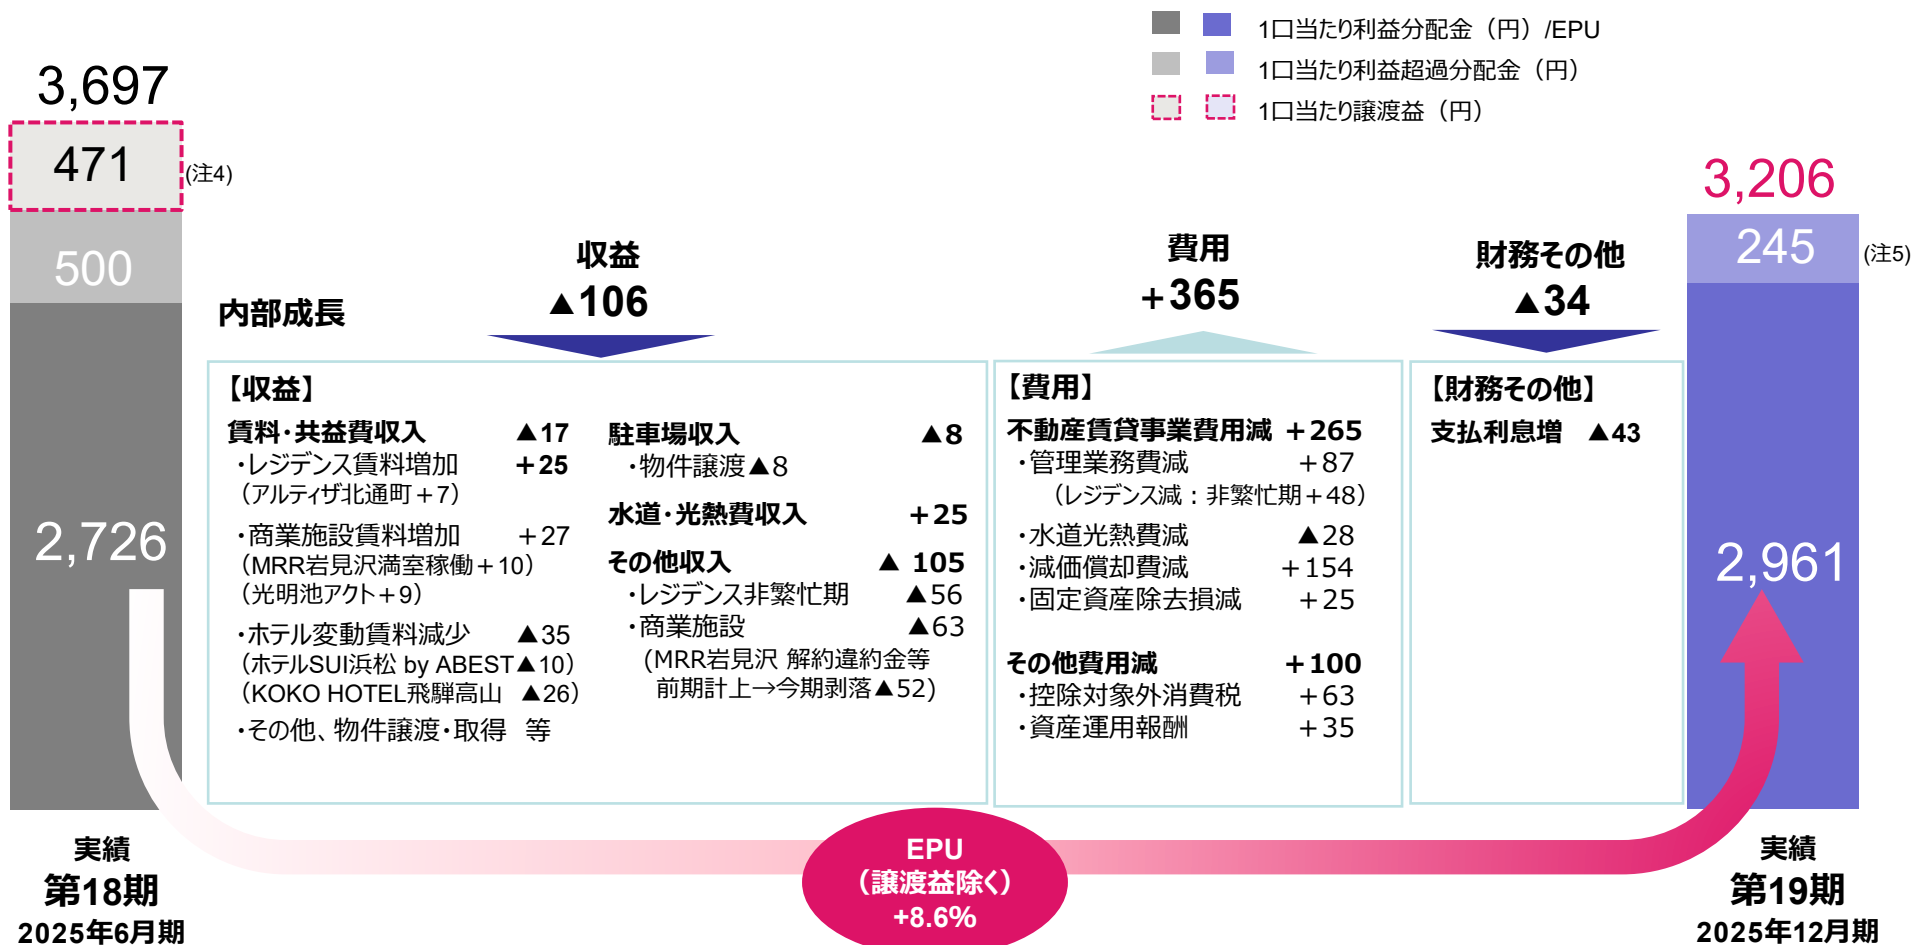 1口当たり利益分配金（円）/EPU
1口当たり利益超過分配金（円）
1口当たり譲渡益（円）
3,697
471
(注4)
500
2,726
実績
第18期
2025年6月期
内部成長
収益
▲106
費用
+365
財務その他
▲34
【収益】
賃料・共益費収入 ▲17
・レジデンス賃料増加 +25
（アルティザ北通町+7）
・商業施設賃料増加 +27
（MRR岩見沢満室稼働+10）
（光明池アクト+9）
・ホテル変動賃料減少 ▲35
（ホテルSUI浜松 by ABEST▲10）
（KOKO HOTEL飛騨高山 ▲26）
・その他、物件譲渡・取得 等
駐車場収入 ▲8
・物件譲渡▲8
水道・光熱費収入 +25
その他収入 ▲ 105
・レジデンス非繁忙期 ▲56
・商業施設 ▲63
(MRR岩見沢 解約違約金等
前期計上→今期剥落▲52)
【費用】
不動産賃貸事業費用減 +265
・管理業務費減 +87
（レジデンス減：非繁忙期+48）
・水道光熱費減 ▲28
・減価償却費減 +154
・固定資産除去損減 +25
その他費用減 +100
・控除対象外消費税 +63
・資産運用報酬 +35
【財務その他】
支払利息増 ▲43
EPU
（譲渡益除く）
+8.6%
3,206
245
(注5)
2,961
実績
第19期
2025年12月期